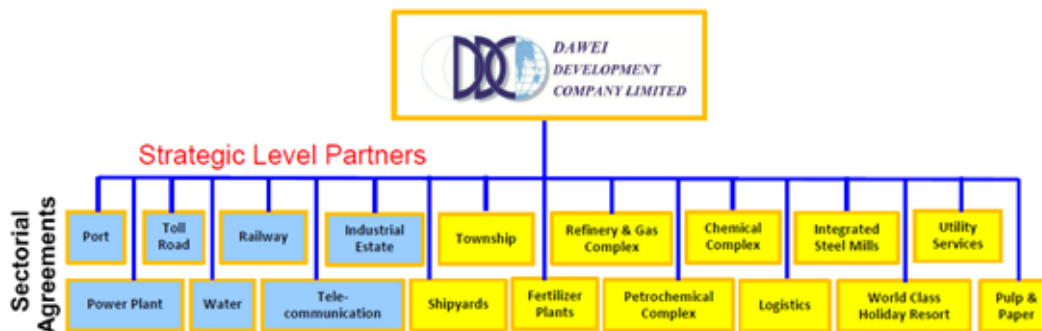 DDC
DAWEI
DEVELOPMENT
COMPANY LIMITED
Strategic Level Partners
Sectorial
Agreements
Port
Toll
Road
Railway
Industrial
Estate
Township
Refinery & Gas
Complex
Chemical
Complex
Integrated
Steel Mills
Utility
Services
Power Plant
Water
Tele-
communication
Shipyards
Fertilizer
Plants
Petrochemical
Complex
Logistics
World Class
Holiday Resort
Pulp &
Paper